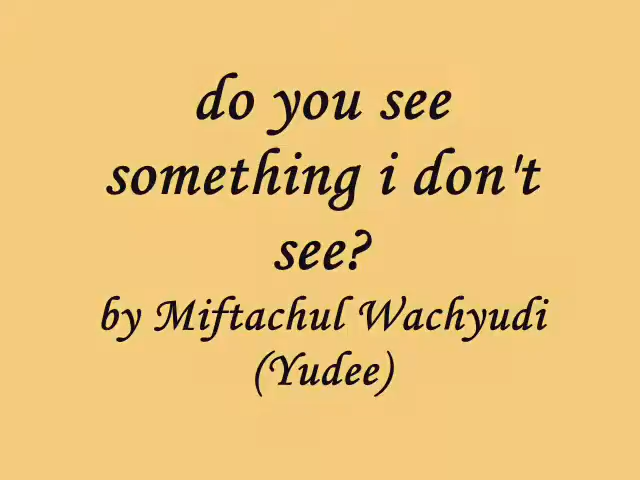 do you see
something i don't
see?
by Miftachul Wachyudi
(Yudee)